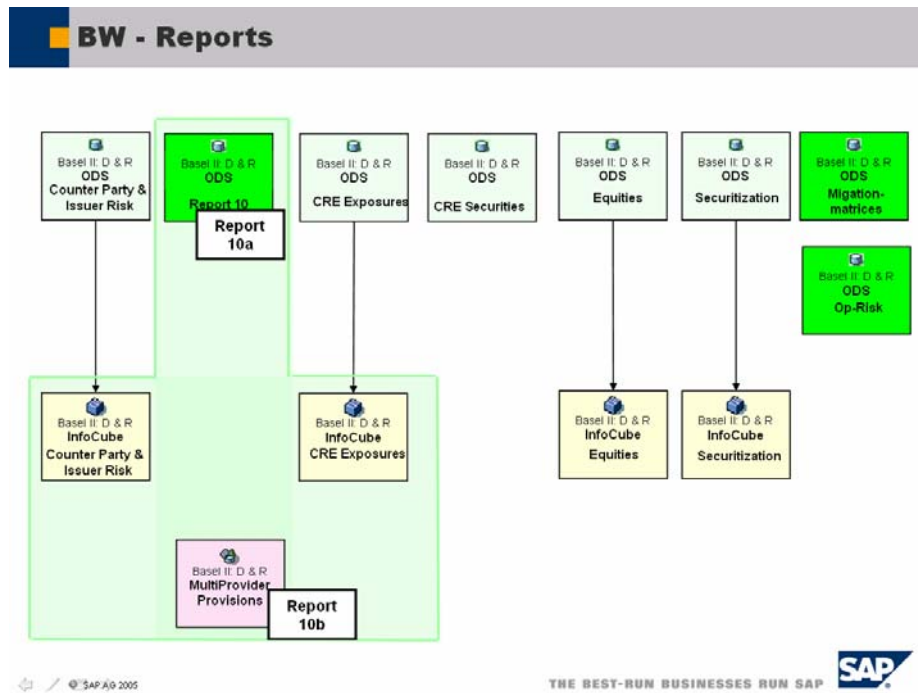 BW - Reports
Basel II: D & R
ODS
Counter Party &
Issuer Risk
Basel II: D & R
ODS
Report 10
Report
10a
Basel II: D & R
ODS
CRE Exposures
Basel II: D & R
ODS
CRE Securities
Basel II: D & R
ODS
Equities
Basel II: D & R
ODS
Securitization
Basel II: D & R
ODS
Migation-
matrices
Basel II: D & R
ODS
Op-Risk
Basel II: D & R
InfoCube
Counter Party &
Issuer Risk
Basel II: D & R
InfoCube
CRE Exposures
Basel II: D & R
InfoCube
Equities
Basel II: D & R
InfoCube
Securitization
Basel II: D & R
MultiProvider
Provisions
Report
10b
© SAP AG 2005
THE BEST-RUN BUSINESSES RUN SAP
SAP